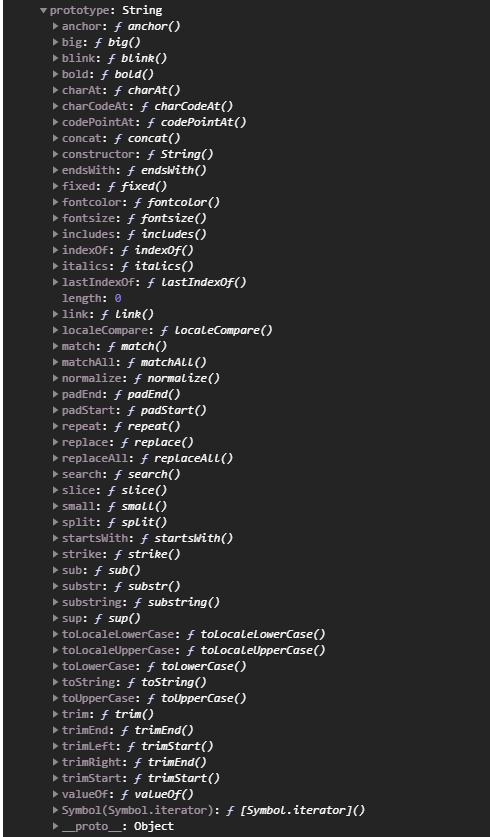 ▼prototype: String
▶anchor: ƒ anchor()
▶big: ƒ big()
▶blink: ƒ blink()
▶bold: ƒ bold()
▶charAt: ƒ charAt()
▶charCodeAt: ƒ charCodeAt()
▶codePointAt: ƒ codePointAt()
▶concat: ƒ concat()
▶constructor: ƒ String()
▶endsWith: ƒ endsWith()
▶fixed: ƒ fixed()
▶fontcolor: ƒ fontcolor()
▶fontsize: ƒ fontsize()
▶includes: ƒ includes()
▶indexOf: ƒ indexOf()
▶italics: ƒ italics()
▶lastIndexOf: ƒ lastIndexOf()
length: 0
▶link: ƒ link()
▶localeCompare: ƒ localeCompare()
▶match: ƒ match()
▶matchAll: ƒ matchAll()
▶normalize: ƒ normalize()
▶padEnd: ƒ padEnd()
▶padStart: ƒ padStart()
▶repeat: ƒ repeat()
▶replace: ƒ replace()
▶replaceAll: ƒ replaceAll()
▶search: ƒ search()
▶slice: ƒ slice()
▶small: ƒ small()
▶split: ƒ split()
▶startsWith: ƒ startsWith()
▶strike: ƒ strike()
▶sub: ƒ sub()
▶substr: ƒ substr()
▶substring: ƒ substring()
▶sup: ƒ sup()
▶toLocaleLowerCase: ƒ toLocaleLowerCase()
▶toLocaleUpperCase: ƒ toLocaleUpperCase()
▶toLowerCase: ƒ toLowerCase()
▶toString: ƒ toString()
▶toUpperCase: ƒ toUpperCase()
▶trim: ƒ trim()
▶trimEnd: ƒ trimEnd()
▶trimLeft: ƒ trimStart()
▶trimRight: ƒ trimEnd()
▶trimStart: ƒ trimStart()
▶valueOf: ƒ valueOf()
▶Symbol(Symbol.iterator): ƒ [Symbol.iterator]()
▶__proto__: Object